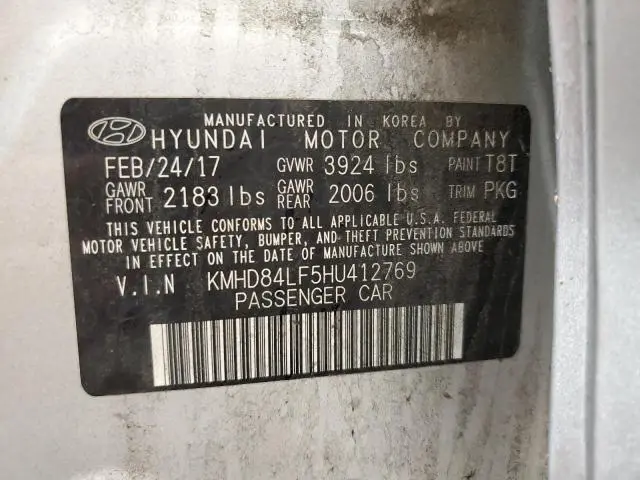 MANUFACTURED IN KOREA BY
HYUNDAI MOTOR COMPANY
FEB/24/17 GVWR 3924 lbs PAINT T8T
GAWR FRONT 2183 lbs GAWR REAR 2006 lbs TRIM PKG
THIS VEHICLE CONFORMS TO ALL APPLICABLE U.S.A. FEDERAL
MOTOR VEHICLE SAFETY, BUMPER, AND THEFT PREVENTION STANDARDS
IN EFFECT ON THE DATE OF MANUFACTURE SHOWN ABOVE
V.I.N KMHD84LF5HU412769
PASSENGER CAR